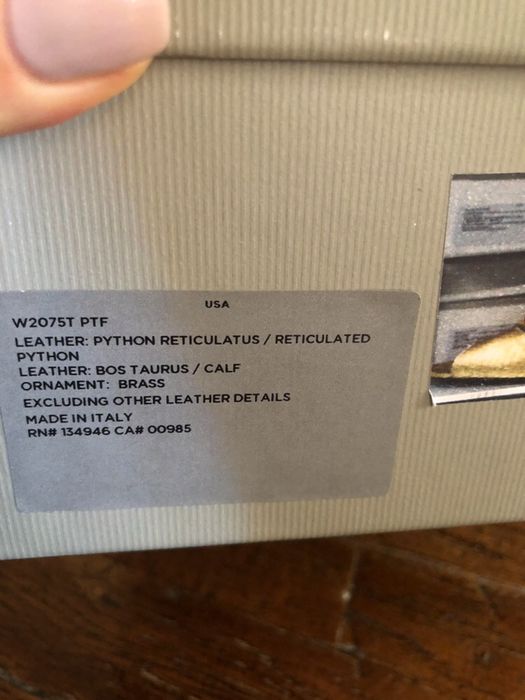 USA
W2075T PTF
LEATHER: PYTHON RETICULATUS / RETICULATED
PYTHON
LEATHER: BOS TAURUS / CALF
ORNAMENT: BRASS
EXCLUDING OTHER LEATHER DETAILS
MADE IN ITALY
RN# 134946 CA# 00985